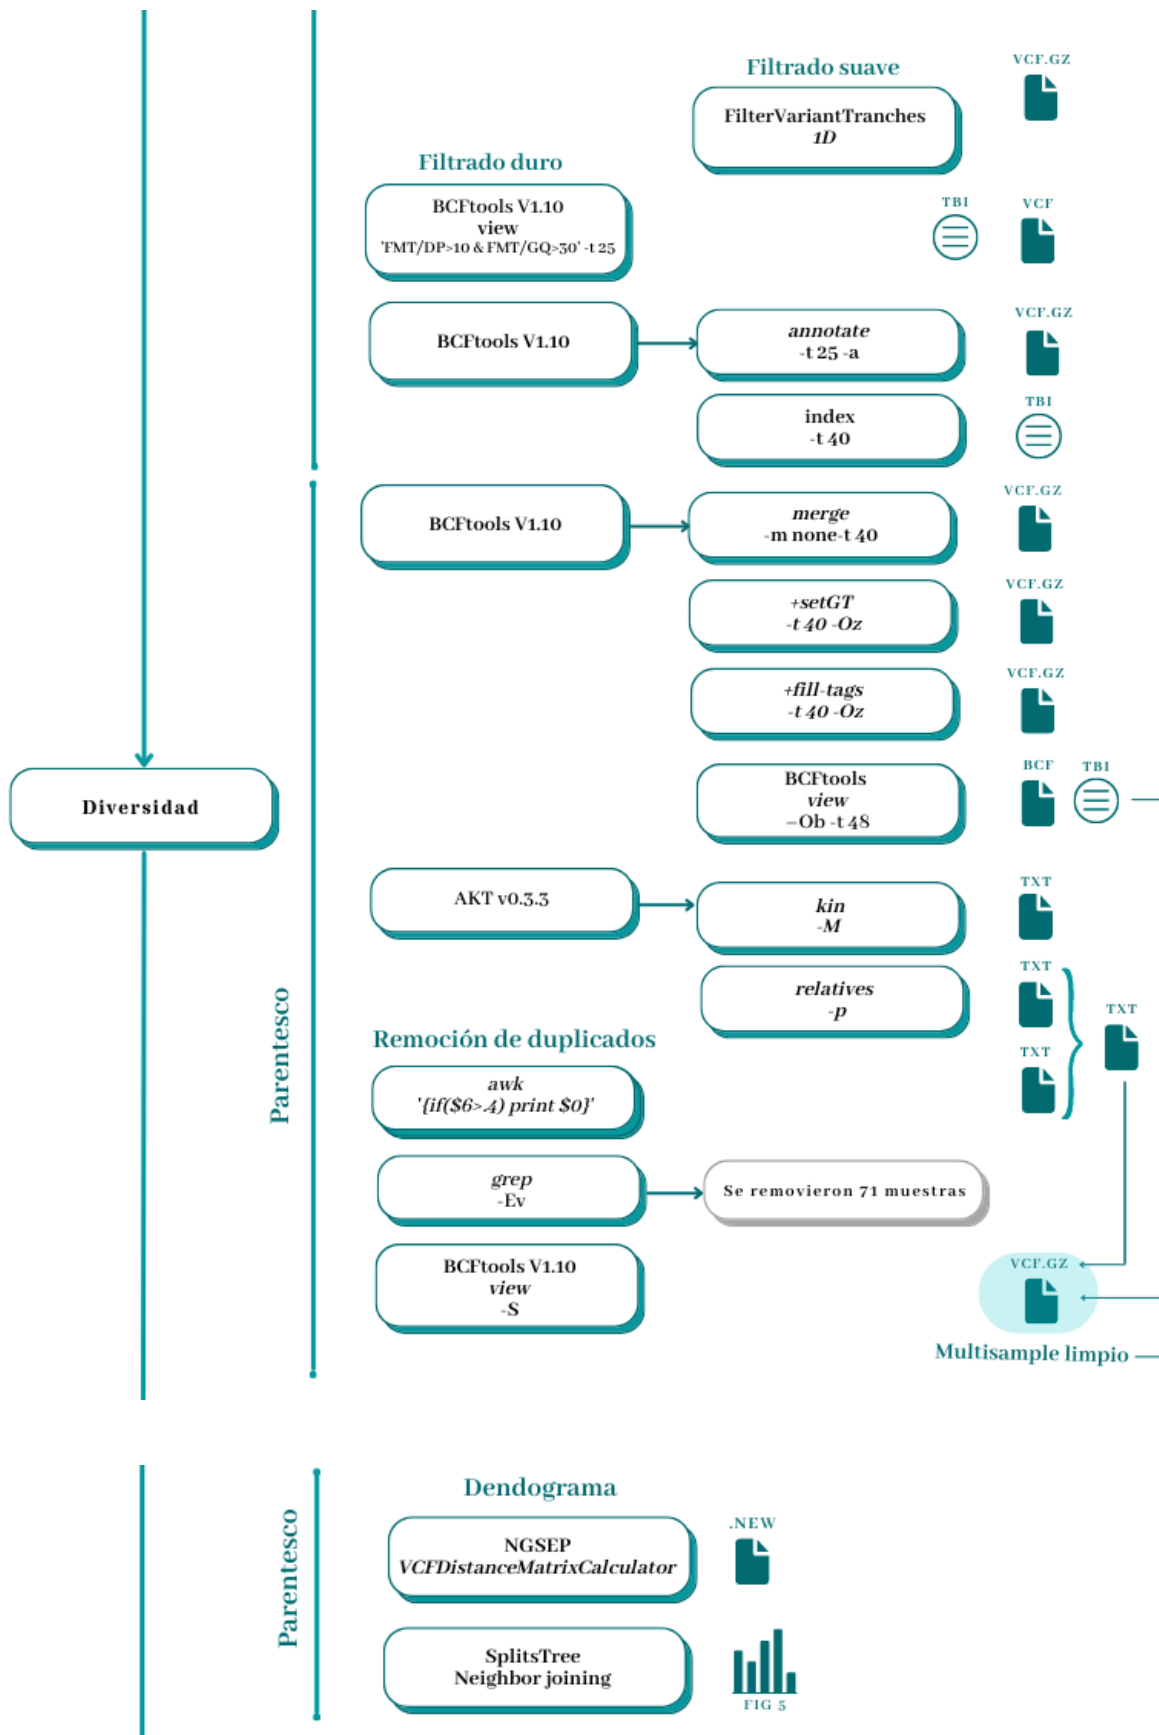 Filtrado suave
VCF.GZ
FilterVariantTranches
1D
Filtrado duro
BCFtools V1.10
view
'FMT/DP>10 & FMT/GQ>30' -t 25
TBI
VCF
BCFtools V1.10
annotate
-t 25 -a
VCF.GZ
index
-t 40
TBI
BCFtools V1.10
merge
-m none-t 40
VCF.GZ
+setGT
-t 40 -Oz
VCF.GZ
+fill-tags
-t 40 -Oz
VCF.GZ
Diversidad
BCFtools
view
–Ob -t 48
BCF
TBI
AKT v0.3.3
kin
-M
TXT
relatives
-p
TXT
TXT
TXT
Parentesco
Remoción de duplicados
awk
'{if($6>.4) print $0}'
grep
-Ev
Se removieron 71 muestras
BCFtools V1.10
view
-S
VCF.GZ
Multisample limpio
Parentesco
Dendograma
NGSEP
VCFDistanceMatrixCalculator
.NEW
SplitsTree
Neighbor joining
FIG 5